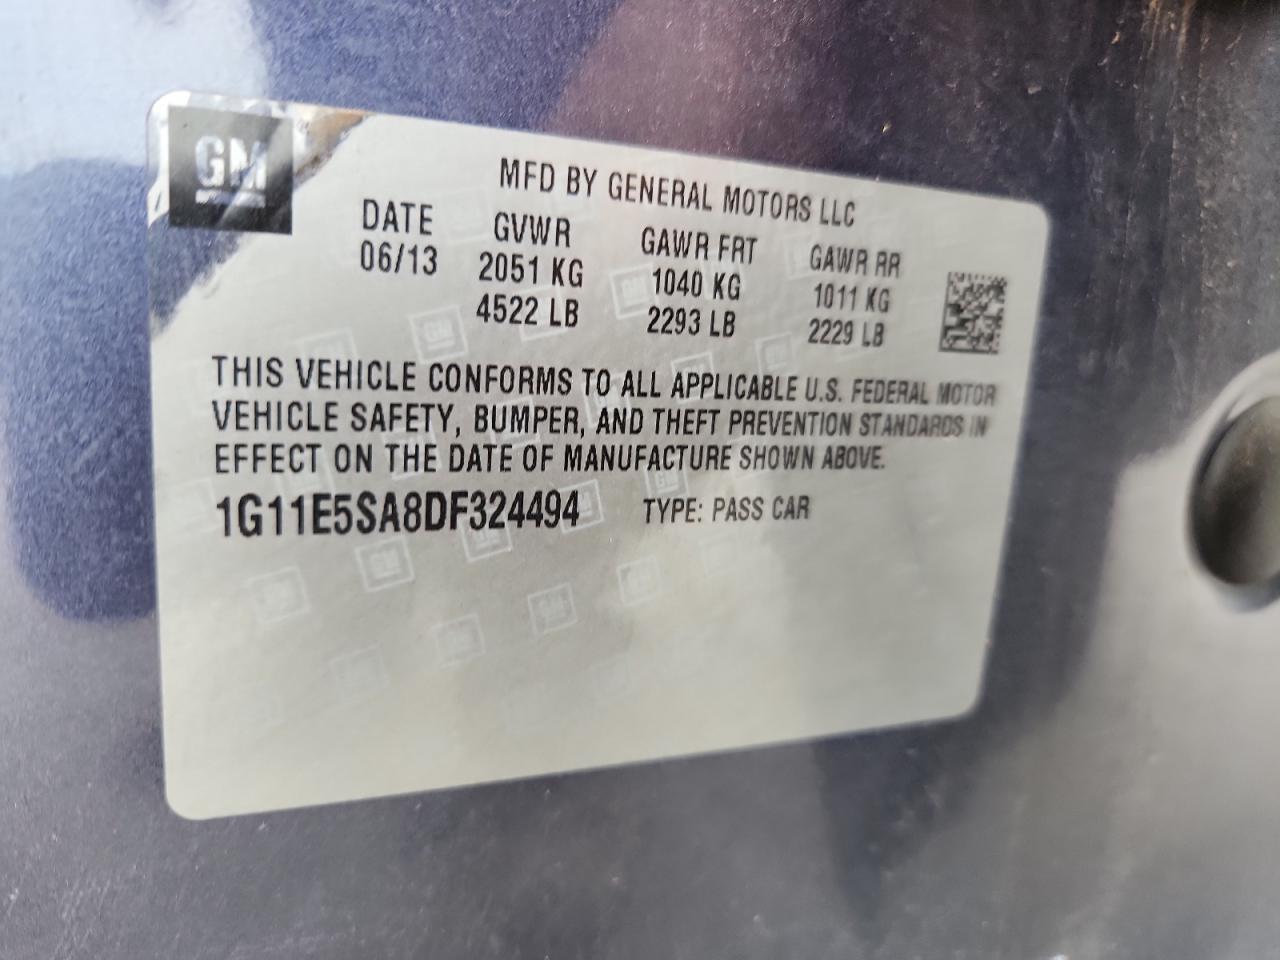 GM
MFD BY GENERAL MOTORS LLC
DATE GVWR GAWR FRT GAWR RR
06/13 2051 KG 1040 KG 1011 KG
4522 LB 2293 LB 2229 LB
THIS VEHICLE CONFORMS TO ALL APPLICABLE U.S. FEDERAL MOTOR
VEHICLE SAFETY, BUMPER, AND THEFT PREVENTION STANDARDS IN
EFFECT ON THE DATE OF MANUFACTURE SHOWN ABOVE.
1G11E5SA8DF324494 TYPE: PASS CAR